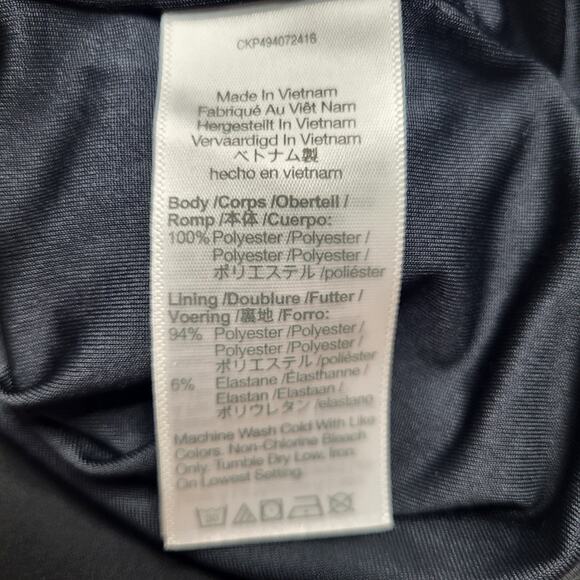 CKP494072416
Made In Vietnam
Fabriqué Au Viêt Nam
Hergestellt In Vietnam
Vervaardigd In Vietnam
ベトナム製
hecho en vietnam
Body /Corps /Oberteil /
Romp /本体 /Cuerpo:
100% Polyester /Polyester /
Polyester /Polyester /
ポリエステル /poliéster
Lining /Doublure /Futter /
Voering /裏地 /Forro:
94% Polyester /Polyester /
Polyester /Polyester /
ポリエステル /poliéster
6% Elastane /Élasthanne /
Elastan /Elastaan /
ポリウレタン /elastano
Machine Wash Cold With Like
Colors. Non-Chlorine Bleach
Only. Tumble Dry Low. Iron
On Lowest Setting.